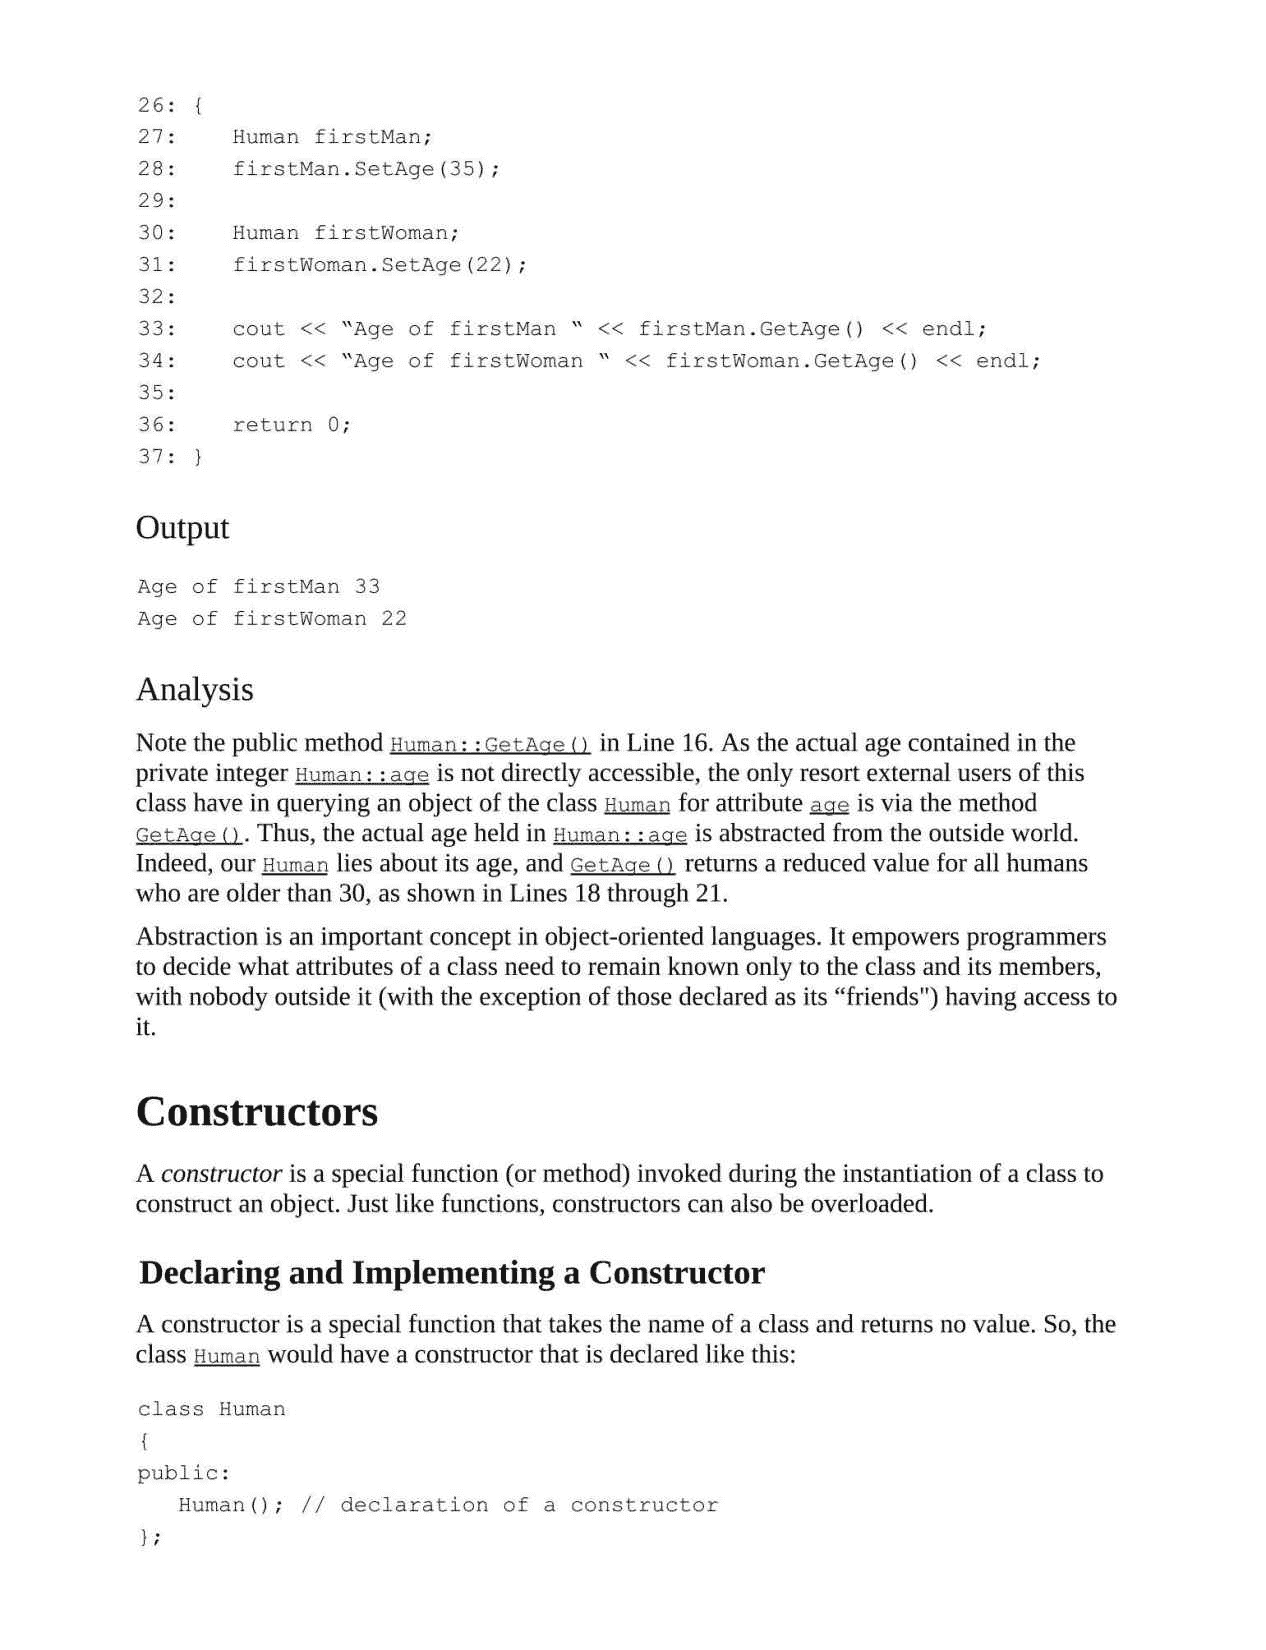 26: {
27:    Human firstMan;
28:    firstMan.SetAge(35);
29:
30:    Human firstWoman;
31:    firstWoman.SetAge(22);
32:
33:    cout << “Age of firstMan “ << firstMan.GetAge() << endl;
34:    cout << “Age of firstWoman “ << firstWoman.GetAge() << endl;
35:
36:    return 0;
37: }
Output
Age of firstMan 33
Age of firstWoman 22
Analysis
Note the public method Human::GetAge() in Line 16. As the actual age contained in the
private integer Human::age is not directly accessible, the only resort external users of this
class have in querying an object of the class Human for attribute age is via the method
GetAge(). Thus, the actual age held in Human::age is abstracted from the outside world.
Indeed, our Human lies about its age, and GetAge() returns a reduced value for all humans
who are older than 30, as shown in Lines 18 through 21.
Abstraction is an important concept in object-oriented languages. It empowers programmers
to decide what attributes of a class need to remain known only to the class and its members,
with nobody outside it (with the exception of those declared as its “friends") having access to
it.
Constructors
A constructor is a special function (or method) invoked during the instantiation of a class to
construct an object. Just like functions, constructors can also be overloaded.
Declaring and Implementing a Constructor
A constructor is a special function that takes the name of a class and returns no value. So, the
class Human would have a constructor that is declared like this:
class Human
{
public:
   Human(); // declaration of a constructor
};